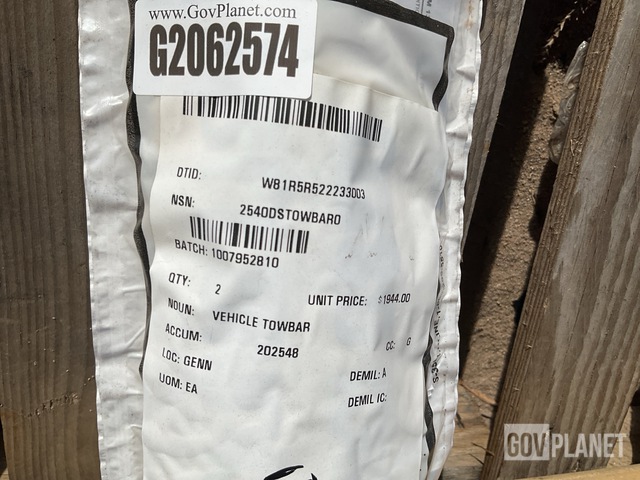 www.GovPlanet.com
G2062574
DTID: W81R5R522233003
NSN: 2540DSTOWBAR0
BATCH: 1007952810
QTY: 2 UNIT PRICE: $1944.00
NOUN: VEHICLE TOWBAR
ACCUM: 202548 CC: G
LOC: GENN DEMIL: A
UOM: EA DEMIL IC:
GOVPLANET